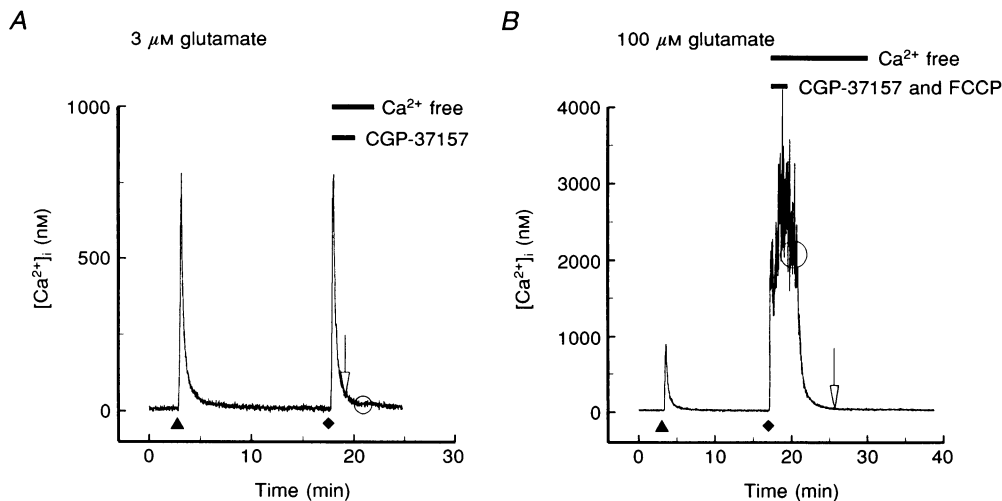 A
3 μM glutamate
Ca²⁺ free
CGP-37157
1000
500
0
[Ca²⁺]i (nM)
0 10 20 30
Time (min)
B
100 μM glutamate
Ca²⁺ free
CGP-37157 and FCCP
4000
3000
2000
1000
0
[Ca²⁺]i (nM)
0 10 20 30 40
Time (min)